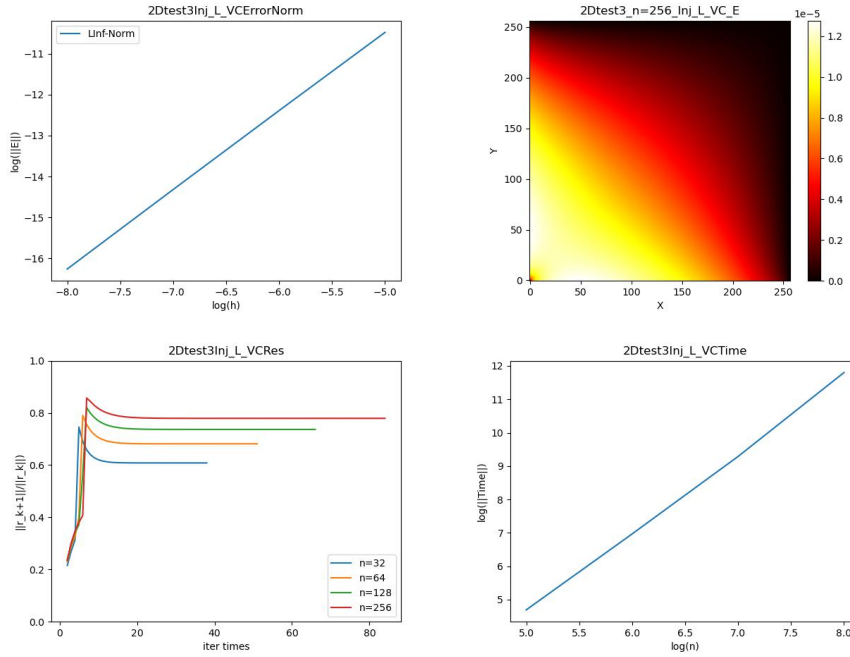 2Dtest3Inj_L_VCErrorNorm
LInf-Norm
−11
−12
−13
−14
−15
−16
log(||E||)
−8.0 −7.5 −7.0 −6.5 −6.0 −5.5 −5.0
log(h)
2Dtest3_n=256_Inj_L_VC_E
250
200
150
100
50
0
Y
0 50 100 150 200 250
X
1e−5
1.2
1.0
0.8
0.6
0.4
0.2
0.0
2Dtest3Inj_L_VCRes
1.0
0.8
0.6
0.4
0.2
0.0
||r_k+1||/||r_k||
n=32
n=64
n=128
n=256
0 20 40 60 80
iter times
2Dtest3Inj_L_VCTime
12
11
10
9
8
7
6
5
log(||Time||)
5.0 5.5 6.0 6.5 7.0 7.5 8.0
log(n)